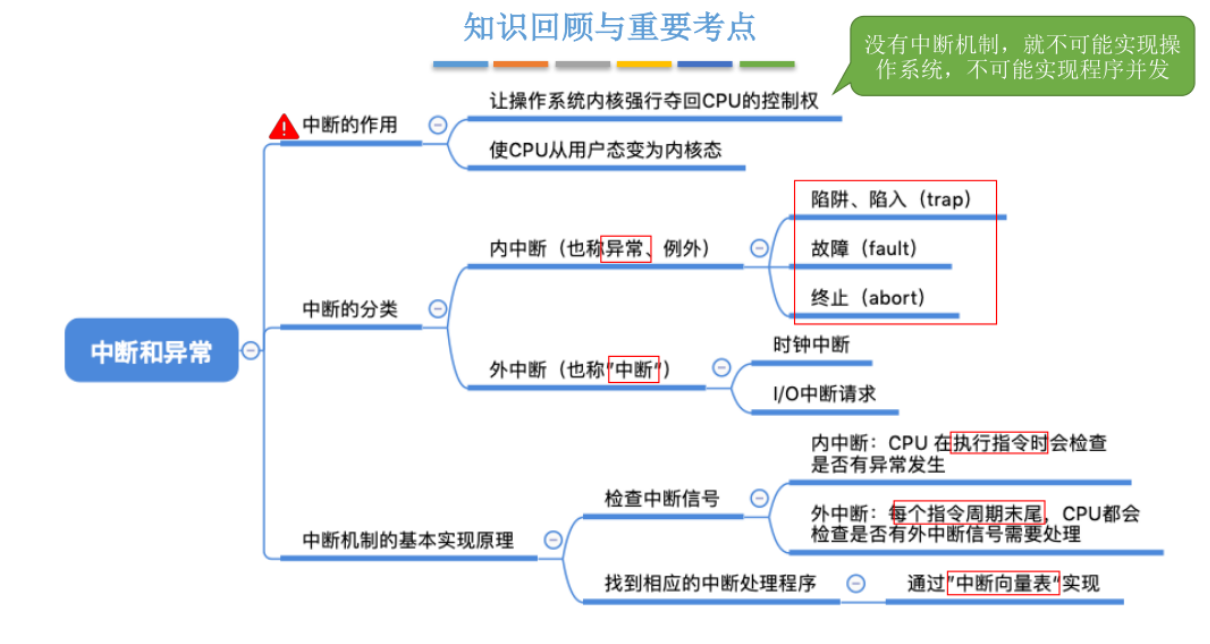 知识回顾与重要考点
没有中断机制，就不可能实现操
作系统，不可能实现程序并发
中断和异常
中断的作用
让操作系统内核强行夺回CPU的控制权
使CPU从用户态变为内核态
中断的分类
内中断（也称异常、例外）
陷阱、陷入（trap）
故障（fault）
终止（abort）
外中断（也称"中断"）
时钟中断
I/O中断请求
中断机制的基本实现原理
检查中断信号
内中断：CPU 在执行指令时会检查
是否有异常发生
外中断：每个指令周期末尾，CPU都会
检查是否有外中断信号需要处理
找到相应的中断处理程序
通过"中断向量表"实现